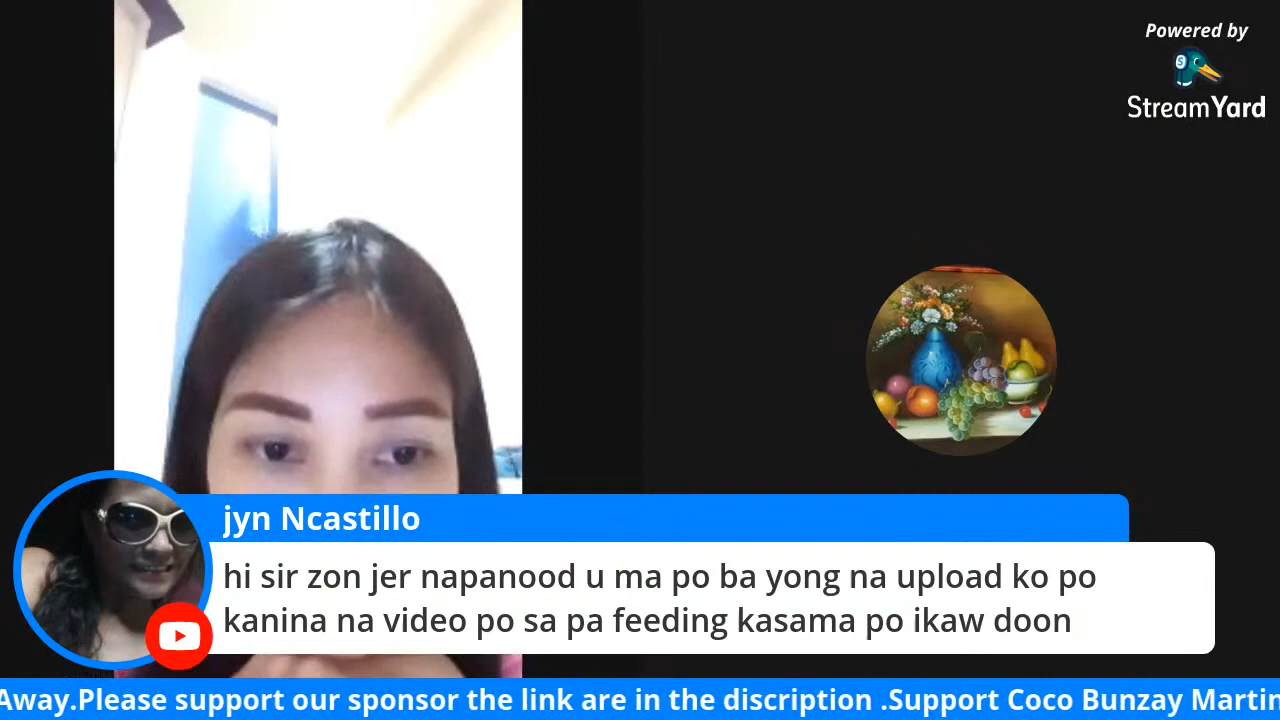 Powered by
StreamYard
jyn Ncastillo
hi sir zon jer napanood u ma po ba yong na upload ko po
kanina na video po sa pa feeding kasama po ikaw doon
Away.Please support our sponsor the link are in the discription .Support Coco Bunzay Martin